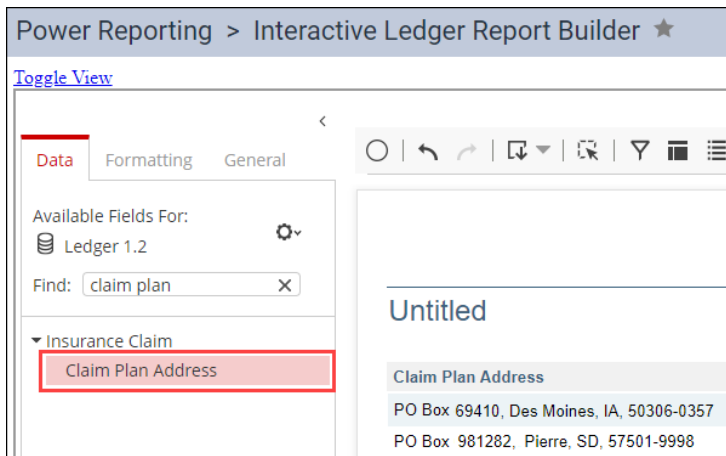 Power Reporting > Interactive Ledger Report Builder
Toggle View
Data Formatting General
Available Fields For:
Ledger 1.2
Find: claim plan
Insurance Claim
Claim Plan Address
Untitled
Claim Plan Address
PO Box 69410, Des Moines, IA, 50306-0357
PO Box 981282, Pierre, SD, 57501-9998